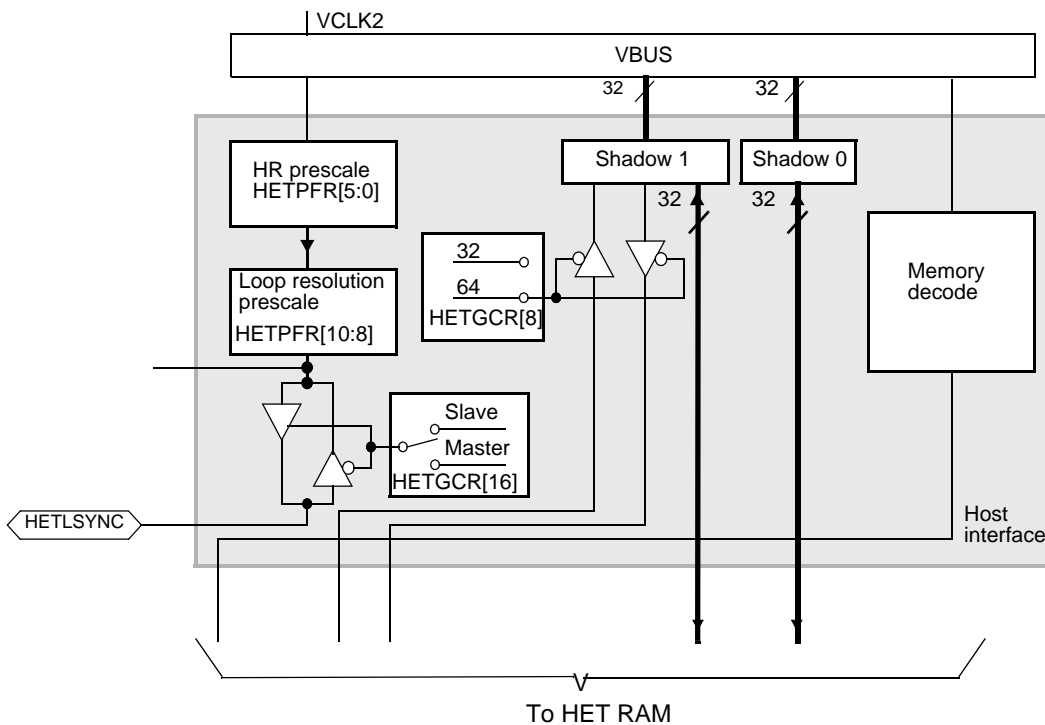 VCLK2
VBUS
32
32
HR prescale
HETPFR[5:0]
Shadow 1
Shadow 0
32
32
Loop resolution
prescale
HETPFR[10:8]
32
64
HETGCR[8]
Memory
decode
Slave
Master
HETGCR[16]
HETLSYNC
Host
interface
V
To HET RAM